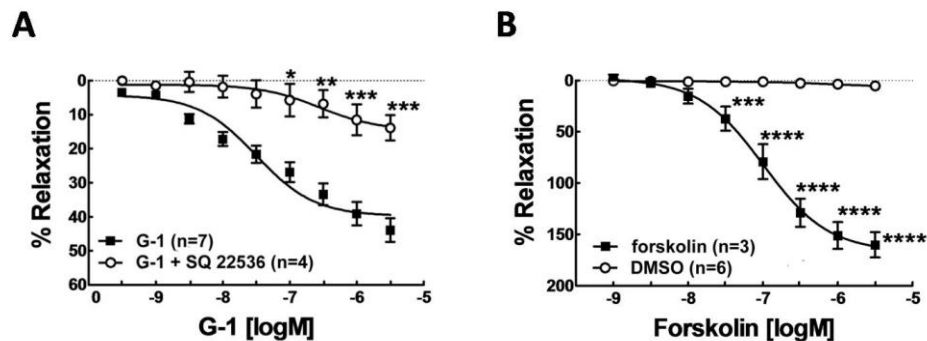 A
B
0
10
20
30
40
50
60
% Relaxation
*
**
***
***
G-1 (n=7)
G-1 + SQ 22536 (n=4)
0 -9 -8 -7 -6 -5
G-1 [logM]
0
50
100
150
200
% Relaxation
***
****
****
****
****
forskolin (n=3)
DMSO (n=6)
-9 -8 -7 -6 -5
Forskolin [logM]